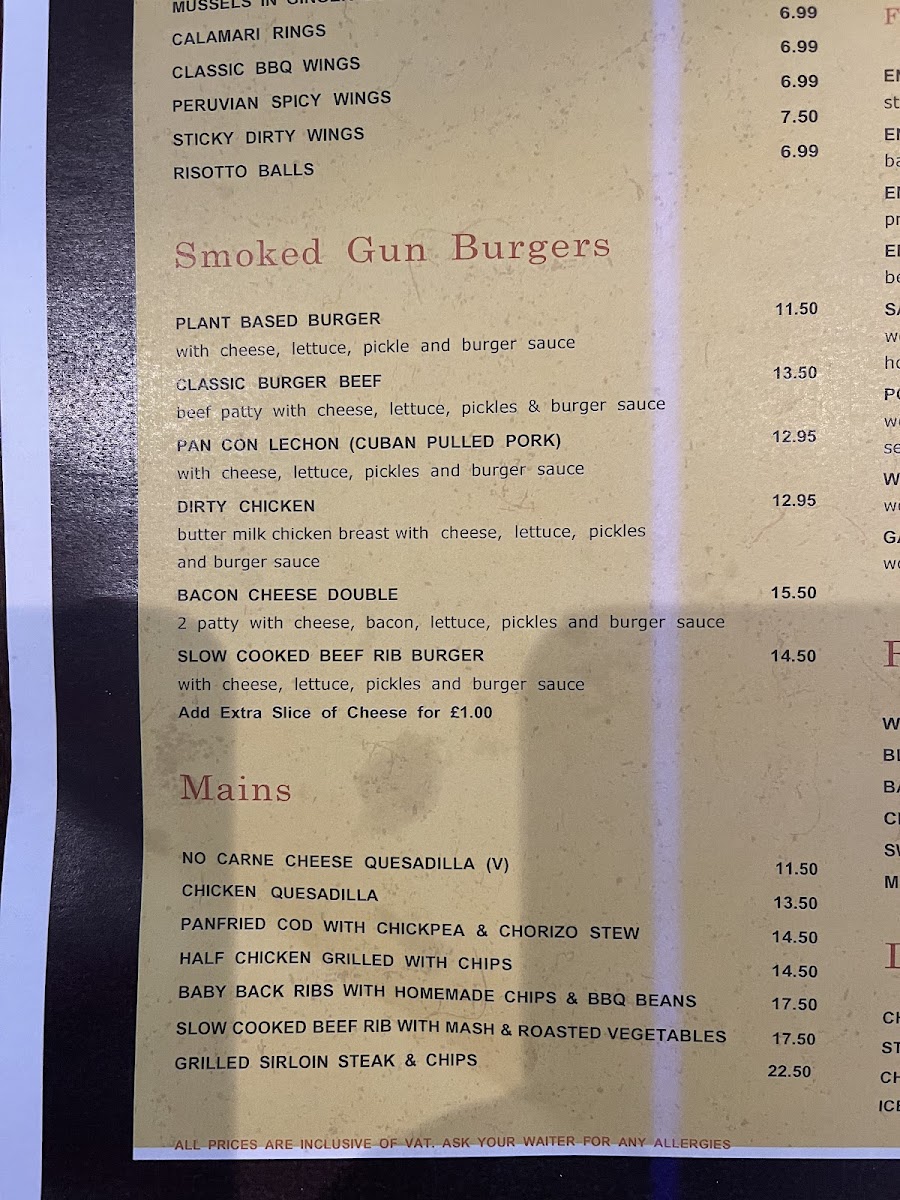 MUSSELS IN
6.99
CALAMARI RINGS 6.99
CLASSIC BBQ WINGS 6.99
PERUVIAN SPICY WINGS 7.50
STICKY DIRTY WINGS 6.99
RISOTTO BALLS
Smoked Gun Burgers
PLANT BASED BURGER 11.50
with cheese, lettuce, pickle and burger sauce
CLASSIC BURGER BEEF 13.50
beef patty with cheese, lettuce, pickles & burger sauce
PAN CON LECHON (CUBAN PULLED PORK) 12.95
with cheese, lettuce, pickles and burger sauce
DIRTY CHICKEN 12.95
butter milk chicken breast with cheese, lettuce, pickles
and burger sauce
BACON CHEESE DOUBLE 15.50
2 patty with cheese, bacon, lettuce, pickles and burger sauce
SLOW COOKED BEEF RIB BURGER 14.50
with cheese, lettuce, pickles and burger sauce
Add Extra Slice of Cheese for £1.00
Mains
NO CARNE CHEESE QUESADILLA (V) 11.50
CHICKEN QUESADILLA 13.50
PANFRIED COD WITH CHICKPEA & CHORIZO STEW 14.50
HALF CHICKEN GRILLED WITH CHIPS 14.50
BABY BACK RIBS WITH HOMEMADE CHIPS & BBQ BEANS 17.50
SLOW COOKED BEEF RIB WITH MASH & ROASTED VEGETABLES 17.50
GRILLED SIRLOIN STEAK & CHIPS 22.50
ALL PRICES ARE INCLUSIVE OF VAT. ASK YOUR WAITER FOR ANY ALLERGIES